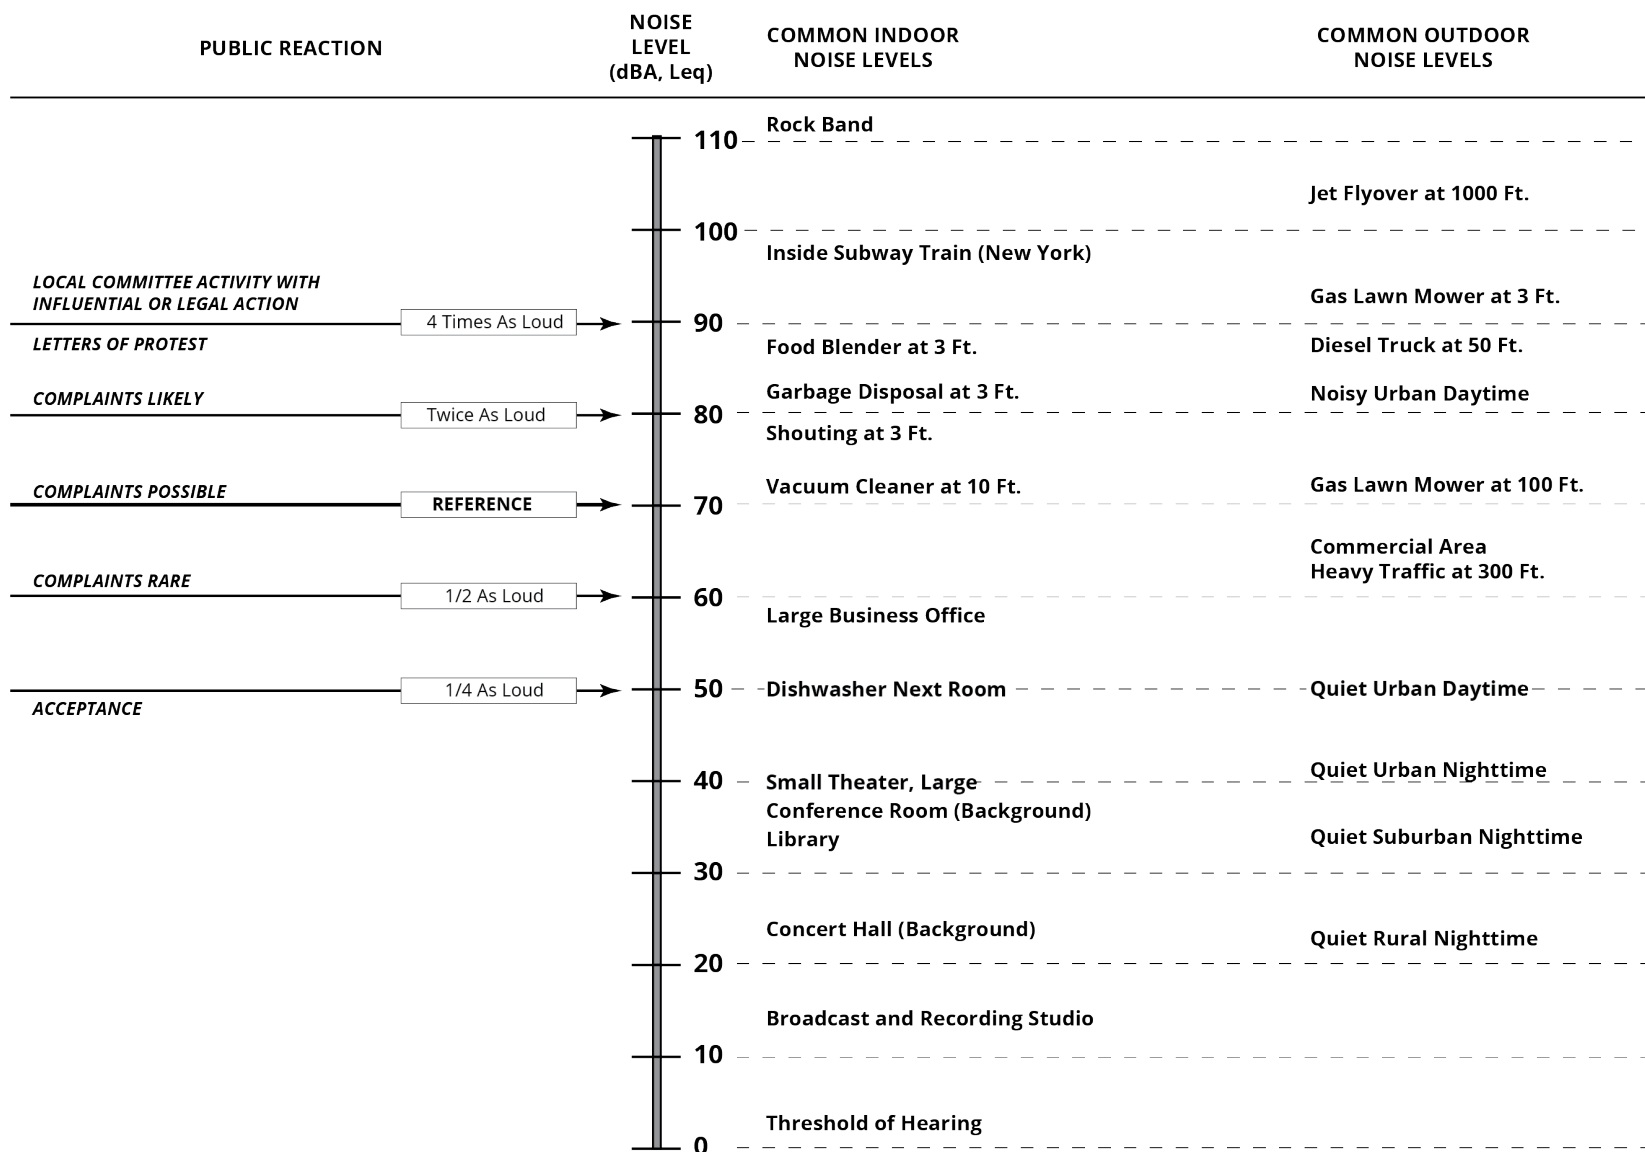 PUBLIC REACTION
NOISE
LEVEL
(dBA, Leq)
COMMON INDOOR
NOISE LEVELS
COMMON OUTDOOR
NOISE LEVELS
Rock Band
110
Jet Flyover at 1000 Ft.
100
Inside Subway Train (New York)
LOCAL COMMITTEE ACTIVITY WITH
INFLUENTIAL OR LEGAL ACTION
Gas Lawn Mower at 3 Ft.
4 Times As Loud
90
LETTERS OF PROTEST
Food Blender at 3 Ft.
Diesel Truck at 50 Ft.
COMPLAINTS LIKELY
Garbage Disposal at 3 Ft.
Noisy Urban Daytime
Twice As Loud
80
Shouting at 3 Ft.
COMPLAINTS POSSIBLE
Vacuum Cleaner at 10 Ft.
Gas Lawn Mower at 100 Ft.
REFERENCE
70
Commercial Area
Heavy Traffic at 300 Ft.
COMPLAINTS RARE
1/2 As Loud
60
Large Business Office
1/4 As Loud
50
Dishwasher Next Room
Quiet Urban Daytime
ACCEPTANCE
Quiet Urban Nighttime
40
Small Theater, Large
Conference Room (Background)
Library
Quiet Suburban Nighttime
30
Concert Hall (Background)
Quiet Rural Nighttime
20
Broadcast and Recording Studio
10
Threshold of Hearing
0